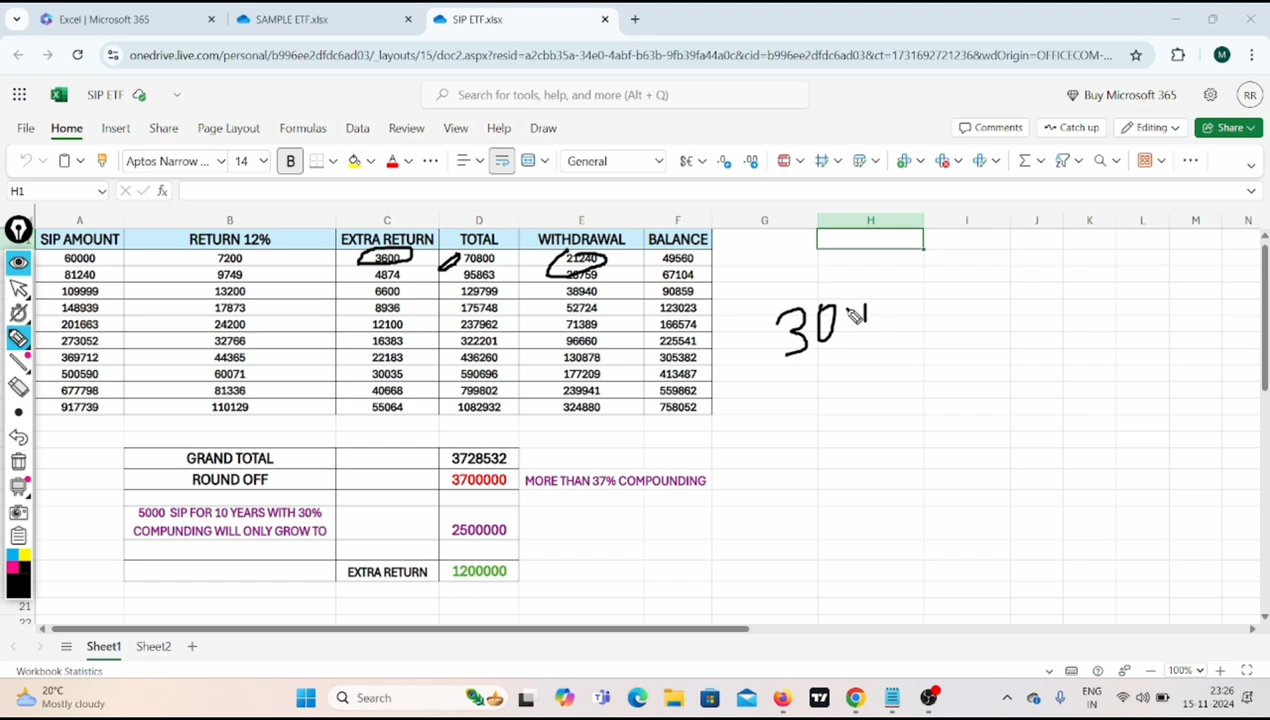 Excel | Microsoft 365
SAMPLE ETF.xlsx
SIP ETF.xlsx
onedrive.live.com/personal/b996ee2dfdc6ad03/_layouts/15/doc2.aspx?resid=a2cbb35a-34e0-4abf-b63b-9fb39fa44a0c&cid=b996ee2dfdc6ad03&ct=1731692721236&wdOrigin=OFFICECOM-...
M
SIP ETF
Search for tools, help, and more (Alt + Q)
Buy Microsoft 365
RR
File Home Insert Share Page Layout Formulas Data Review View Help Draw
Comments Catch up Editing Share
Aptos Narrow ... 14 B General
H1 fx
A B C D E F G H I J K L M N
SIP AMOUNT RETURN 12% EXTRA RETURN TOTAL WITHDRAWAL BALANCE
60000 7200 3600 70800 21240 49560
81240 9749 4874 95863 28759 67104
109999 13200 6600 129799 38940 90859
148939 17873 8936 175748 52724 123023
201663 24200 12100 237962 71389 166574
273052 32766 16383 322201 96660 225541
369712 44365 22183 436260 130878 305382
500590 60071 30035 590696 177209 413487
677798 81336 40668 799802 239941 559862
917739 110129 55064 1082932 324880 758052
30
GRAND TOTAL 3728532
ROUND OFF 3700000 MORE THAN 37% COMPOUNDING
5000 SIP FOR 10 YEARS WITH 30%
COMPUNDING WILL ONLY GROW TO 2500000
EXTRA RETURN 1200000
21
22
Sheet1 Sheet2
Workbook Statistics
100%
20°C
Mostly cloudy
Search
ENG
IN
23:26
15-11-2024